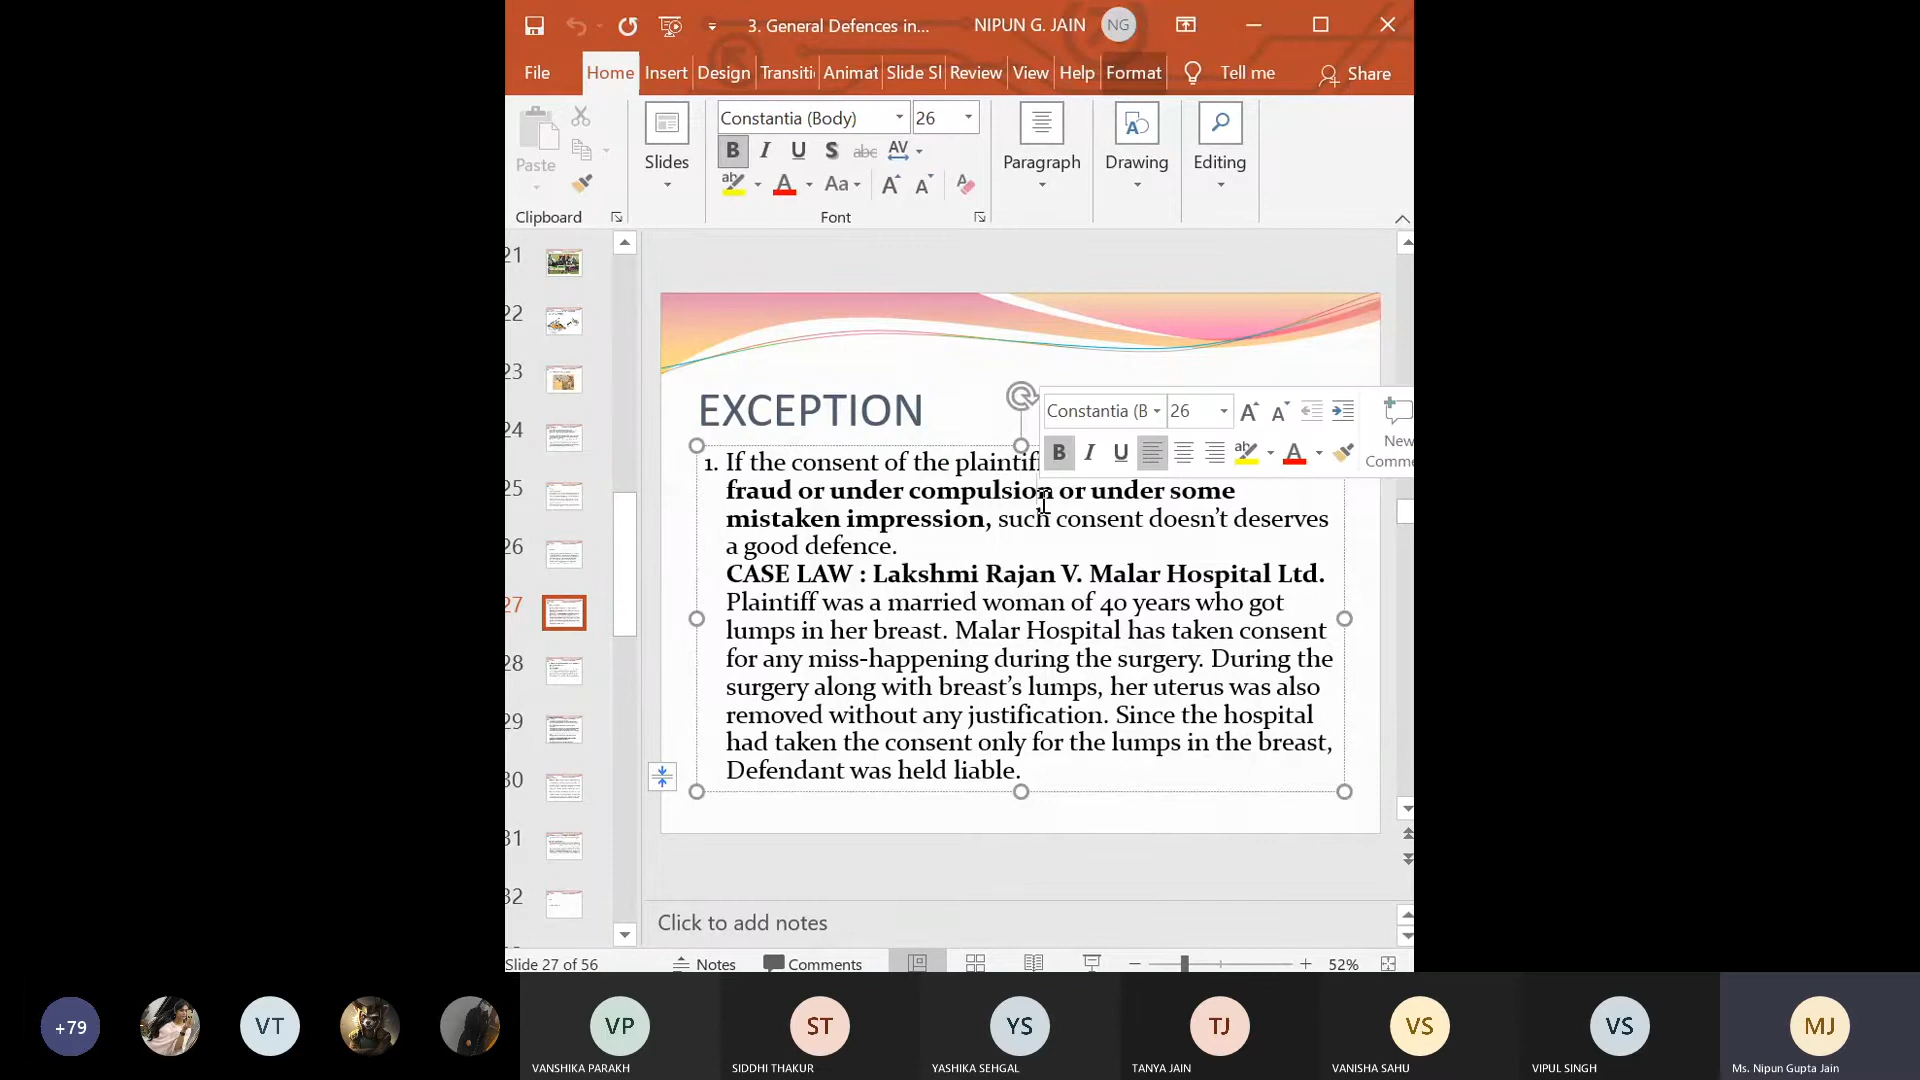 3. General Defences in...
NIPUN G. JAIN
NG
File
Home
Insert
Design
Transiti
Animat
Slide Sl
Review
View
Help
Format
Tell me
Share
Paste
Slides
Constantia (Body)
26
B I U S abc AV
ab A Aa A A
Paragraph
Drawing
Editing
Clipboard
Font
21
22
23
24
25
26
27
28
29
30
31
32
EXCEPTION
Constantia (B
26
A A
B I U ab A
New
Comme
1. If the consent of the plaintiff
fraud or under compulsion or under some
mistaken impression, such consent doesn’t deserves
a good defence.
CASE LAW : Lakshmi Rajan V. Malar Hospital Ltd.
Plaintiff was a married woman of 40 years who got
lumps in her breast. Malar Hospital has taken consent
for any miss-happening during the surgery. During the
surgery along with breast’s lumps, her uterus was also
removed without any justification. Since the hospital
had taken the consent only for the lumps in the breast,
Defendant was held liable.
Click to add notes
Slide 27 of 56
Notes
Comments
52%
+79
VT
VP
ST
YS
TJ
VS
VS
MJ
VANSHIKA PARAKH
SIDDHI THAKUR
YASHIKA SEHGAL
TANYA JAIN
VANISHA SAHU
VIPUL SINGH
Ms. Nipun Gupta Jain